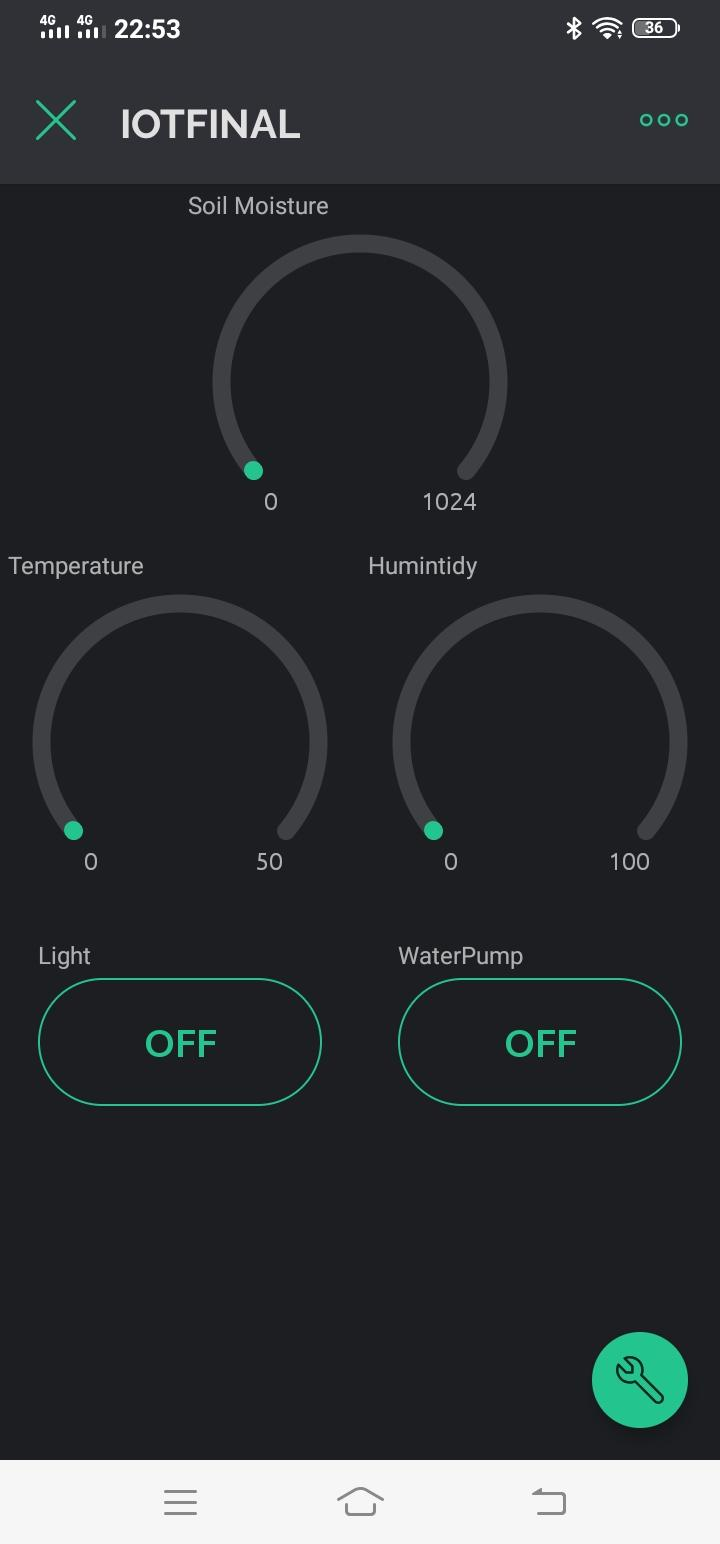 4G 4G 22:53 36
IOTFINAL
Soil Moisture
0 1024
Temperature Humintidy
0 50 0 100
Light WaterPump
OFF OFF